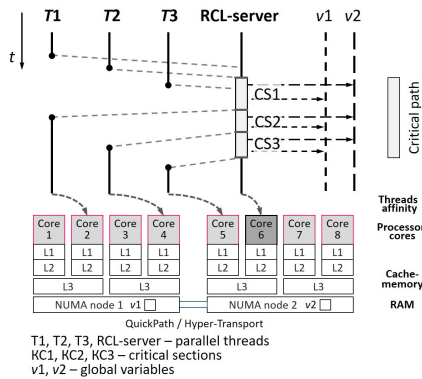 T1 T2 T3 RCL-server v1 v2
t
CS1
CS2
CS3
Critical path
Threads affinity
Core 1 Core 2 Core 3 Core 4 Core 5 Core 6 Core 7 Core 8
Processor cores
L1 L1 L1 L1 L1 L1 L1 L1
L2 L2 L2 L2 L2 L2 L2 L2
Cache-memory
L3 L3 L3 L3
NUMA node 1 v1 NUMA node 2 v2
RAM
QuickPath / Hyper-Transport
T1, T2, T3, RCL-server – parallel threads
KC1, KC2, KC3 – critical sections
v1, v2 – global variables